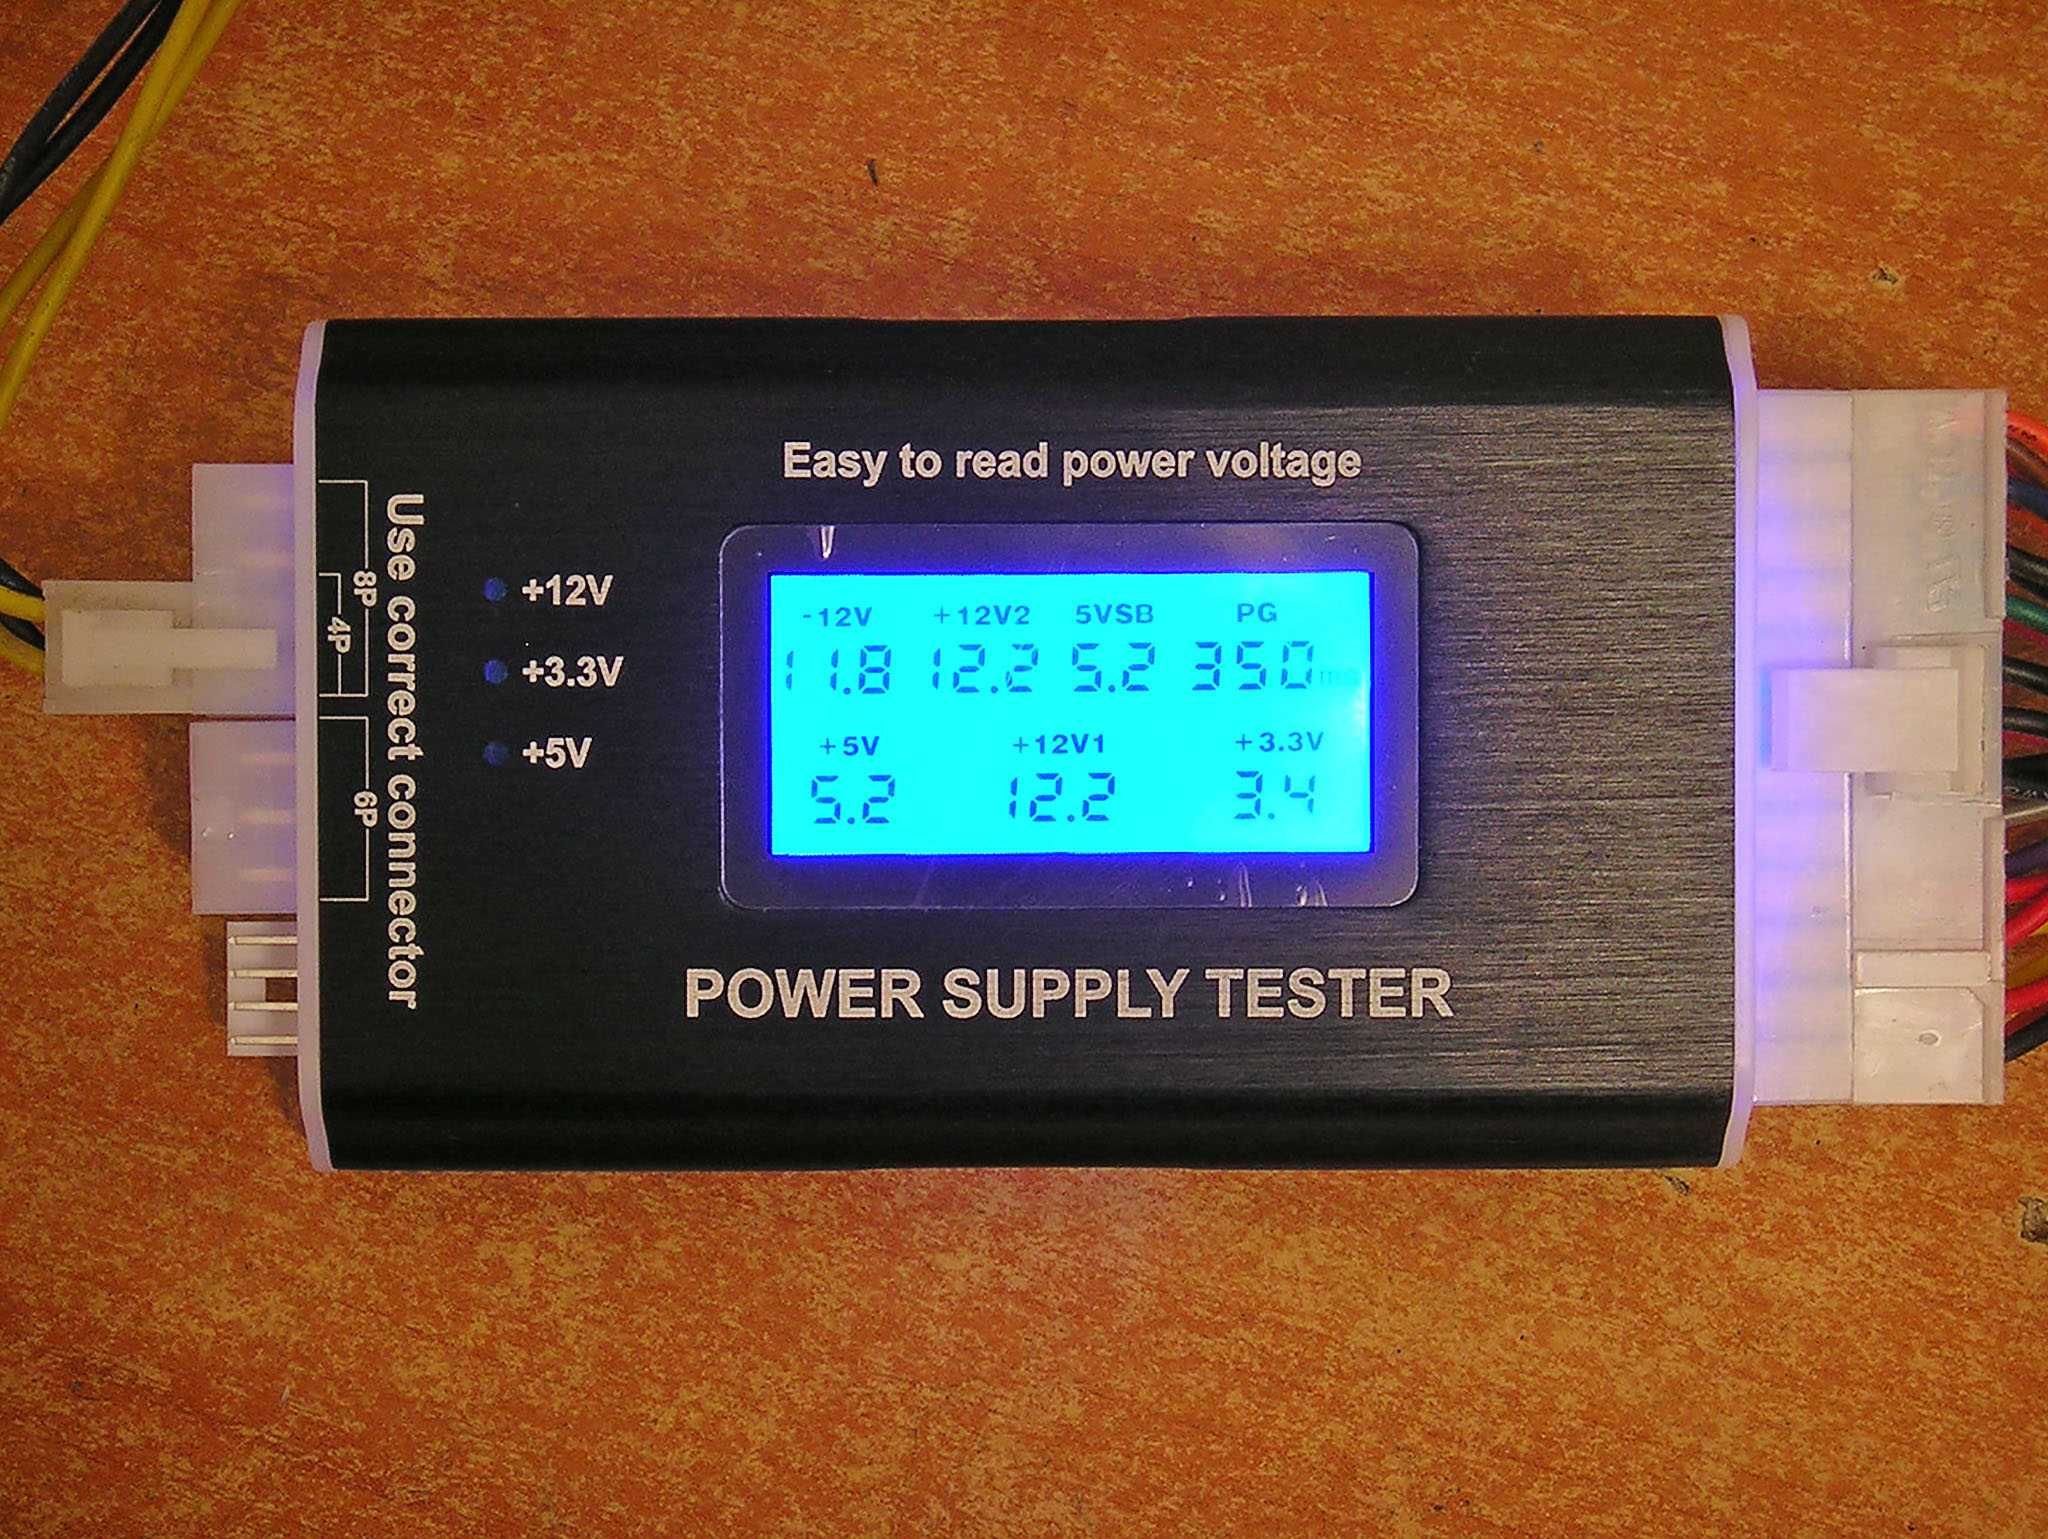 Easy to read power voltage
Use correct connector
8P
4P
6P
+12V
+3.3V
+5V
-12V +12V2 5VSB PG
11.8 12.2 5.2 350ms
+5V +12V1 +3.3V
5.2 12.2 3.4
POWER SUPPLY TESTER